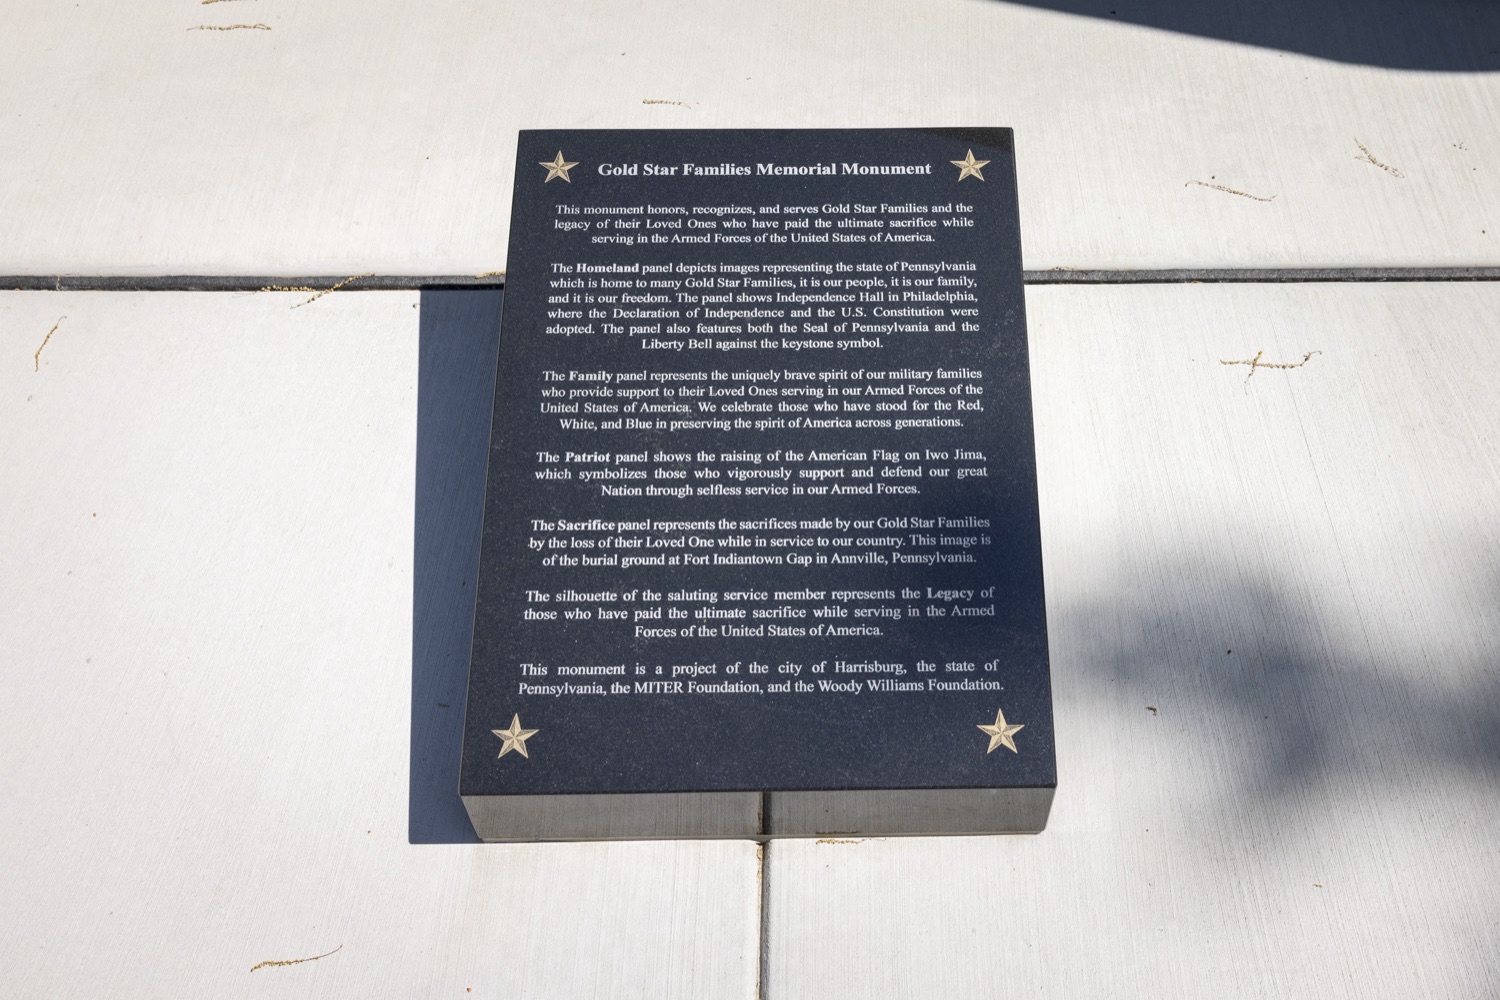 Gold Star Families Memorial Monument
This monument honors, recognizes, and serves Gold Star Families and the
legacy of their Loved Ones who have paid the ultimate sacrifice while
serving in the Armed Forces of the United States of America.
The Homeland panel depicts images representing the state of Pennsylvania
which is home to many Gold Star Families, it is our people, it is our family,
and it is our freedom. The panel shows Independence Hall in Philadelphia,
where the Declaration of Independence and the U.S. Constitution were
adopted. The panel also features both the Seal of Pennsylvania and the
Liberty Bell against the keystone symbol.
The Family panel represents the uniquely brave spirit of our military families
who provide support to their Loved Ones serving in our Armed Forces of the
United States of America. We celebrate those who have stood for the Red,
White, and Blue in preserving the spirit of America across generations.
The Patriot panel shows the raising of the American Flag on Iwo Jima,
which symbolizes those who vigorously support and defend our great
Nation through selfless service in our Armed Forces.
The Sacrifice panel represents the sacrifices made by our Gold Star Families
by the loss of their Loved One while in service to our country. This image is
of the burial ground at Fort Indiantown Gap in Annville, Pennsylvania.
The silhouette of the saluting service member represents the Legacy of
those who have paid the ultimate sacrifice while serving in the Armed
Forces of the United States of America.
This monument is a project of the city of Harrisburg, the state of
Pennsylvania, the MITER Foundation, and the Woody Williams Foundation.